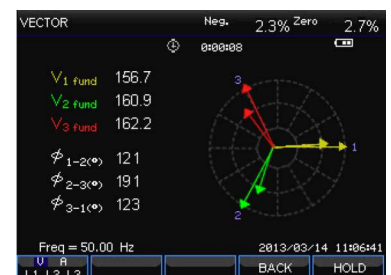 VECTOR Neg. 2.3% Zero 2.7%
0:00:08
V1 fund 156.7
V2 fund 160.9
V3 fund 162.2
ϕ1-2(°) 121
ϕ2-3(°) 191
ϕ3-1(°) 123
3
1
2
Freq = 50.00 Hz 2013/03/14 11:06:41
V A
L1 L2 L3 BACK HOLD